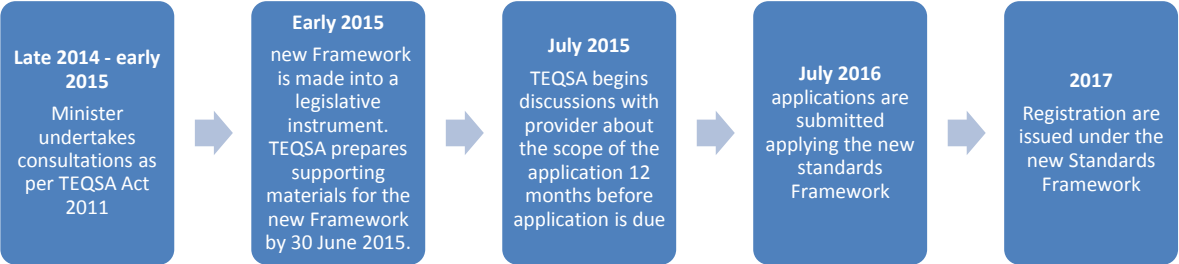 Late 2014 - early
2015
Minister
undertakes
consultations as
per TEQSA Act
2011
Early 2015
new Framework
is made into a
legislative
instrument.
TEQSA prepares
supporting
materials for the
new Framework
by 30 June 2015.
July 2015
TEQSA begins
discussions with
provider about
the scope of the
application 12
months before
application is due
July 2016
applications are
submitted
applying the new
standards
Framework
2017
Registration are
issued under the
new Standards
Framework